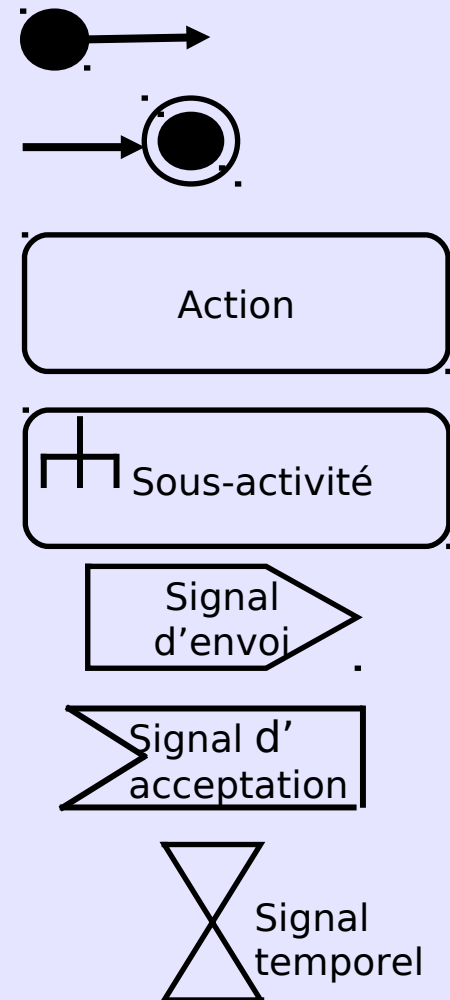 Action
Sous-activité
Signal
d’envoi
Signal d’
acceptation
Signal
temporel